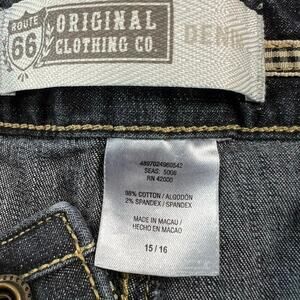 ROUTE
66
ORIGINAL
CLOTHING CO.
DENIM
4897024960542
SEAS: 5006
RN 42000
98% COTTON / ALGODÓN
2% SPANDEX / SPANDEX
MADE IN MACAU /
HECHO EN MACAO
15 / 16